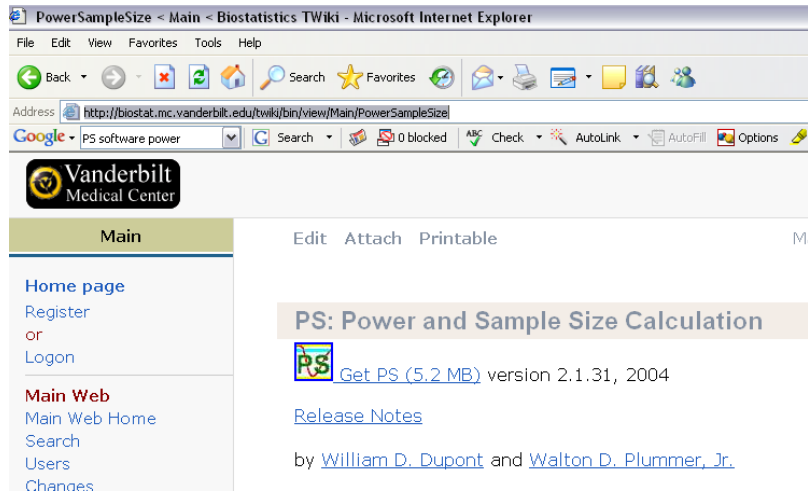 PowerSampleSize < Main < Biostatistics TWiki - Microsoft Internet Explorer
File Edit View Favorites Tools Help
Back Search Favorites
Address http://biostat.mc.vanderbilt.edu/twiki/bin/view/Main/PowerSampleSize
Google PS software power G Search 0 blocked ABC Check AutoLink AutoFill Options
Vanderbilt
Medical Center
Main
Edit Attach Printable M
Home page
Register
or
Logon
Main Web
Main Web Home
Search
Users
Changes
PS: Power and Sample Size Calculation
PS Get PS (5.2 MB) version 2.1.31, 2004
Release Notes
by William D. Dupont and Walton D. Plummer, Jr.